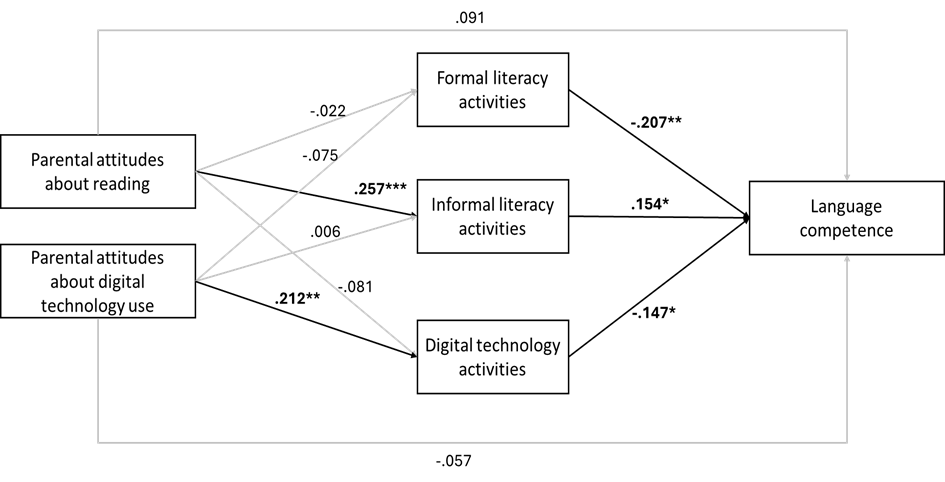 .091
Formal literacy
activities
-.022
-.207**
Parental attitudes
about reading
-.075
.257***
Informal literacy
activities
.154*
Language
competence
.006
Parental attitudes
about digital
technology use
.212**
-.081
-.147*
Digital technology
activities
-.057